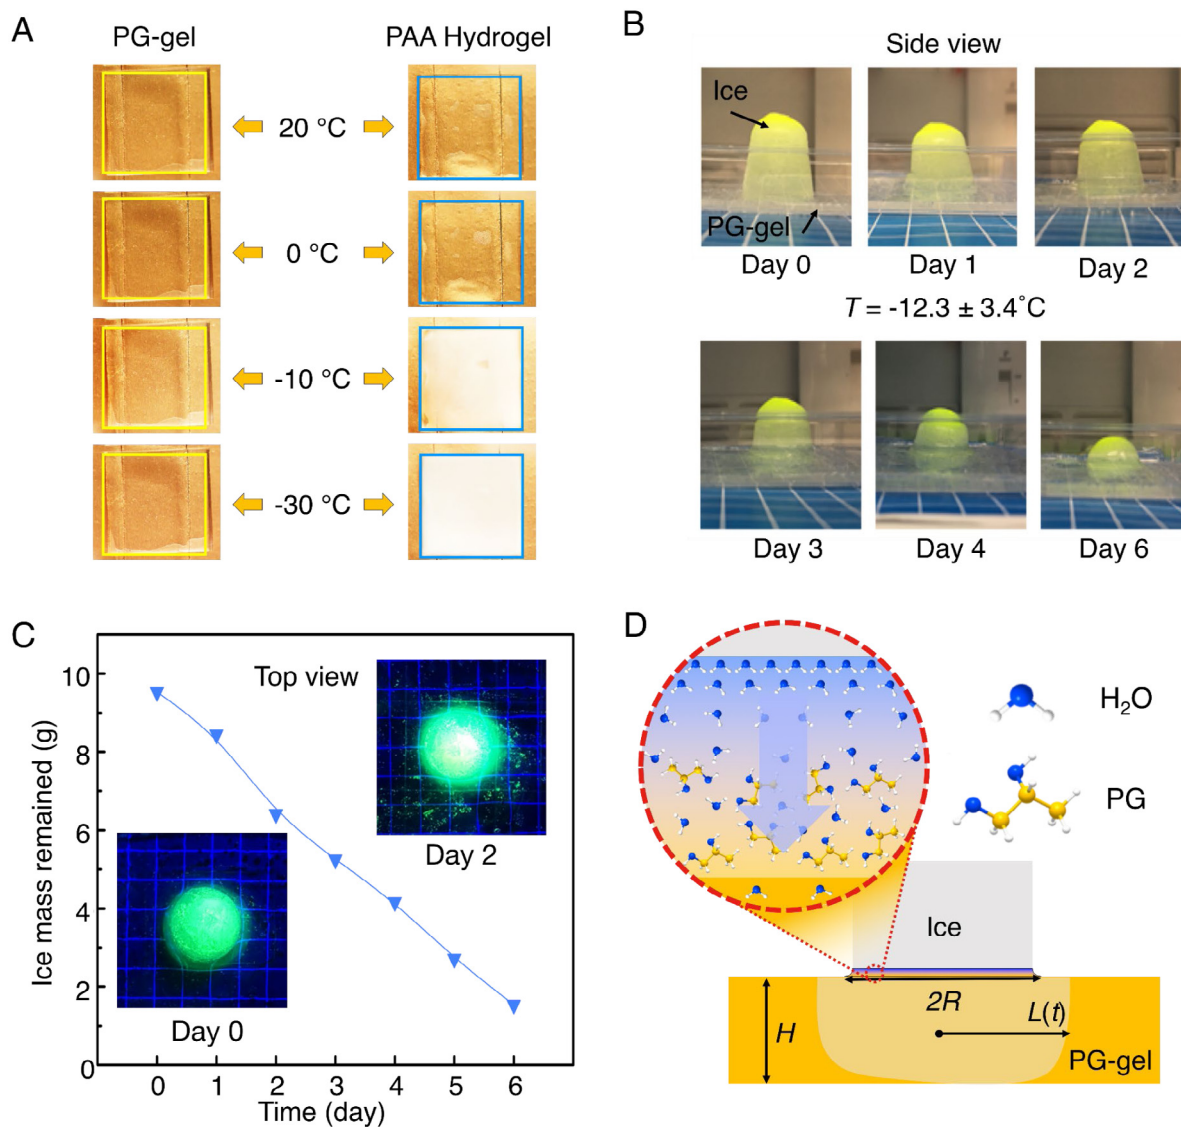 A
PG-gel
PAA Hydrogel
20 °C
0 °C
-10 °C
-30 °C
B
Side view
Ice
PG-gel
Day 0
Day 1
Day 2
T = -12.3 ± 3.4˚C
Day 3
Day 4
Day 6
C
Ice mass remained (g)
10
8
6
4
2
0
Top view
Day 2
Day 0
0 1 2 3 4 5 6
Time (day)
D
H₂O
PG
Ice
2R
L(t)
H
PG-gel